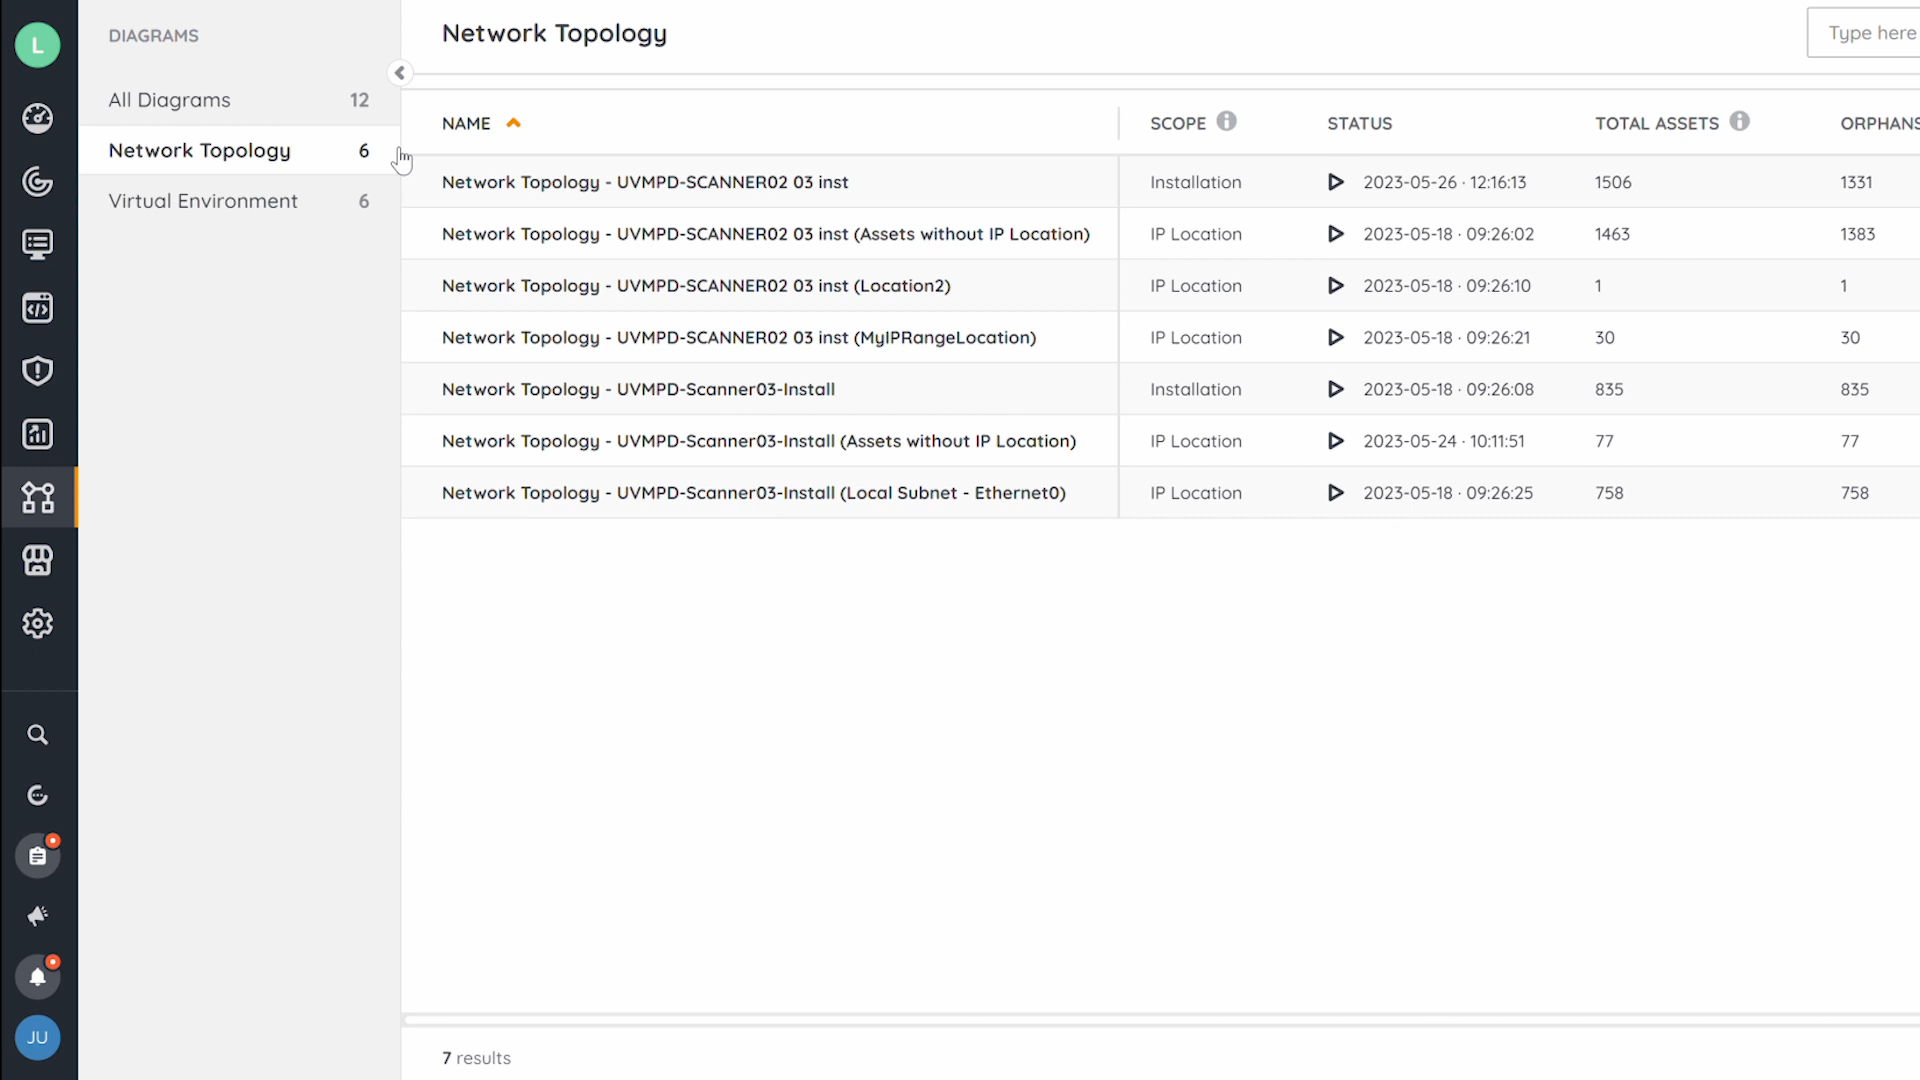 L
DIAGRAMS
All Diagrams 12
Network Topology 6
Virtual Environment 6
Network Topology
Type here
NAME SCOPE STATUS TOTAL ASSETS ORPHANS
Network Topology - UVMPD-SCANNER02 03 inst Installation 2023-05-26 · 12:16:13 1506 1331
Network Topology - UVMPD-SCANNER02 03 inst (Assets without IP Location) IP Location 2023-05-18 · 09:26:02 1463 1383
Network Topology - UVMPD-SCANNER02 03 inst (Location2) IP Location 2023-05-18 · 09:26:10 1 1
Network Topology - UVMPD-SCANNER02 03 inst (MyIPRangeLocation) IP Location 2023-05-18 · 09:26:21 30 30
Network Topology - UVMPD-Scanner03-Install Installation 2023-05-18 · 09:26:08 835 835
Network Topology - UVMPD-Scanner03-Install (Assets without IP Location) IP Location 2023-05-24 · 10:11:51 77 77
Network Topology - UVMPD-Scanner03-Install (Local Subnet - Ethernet0) IP Location 2023-05-18 · 09:26:25 758 758
7 results
JU